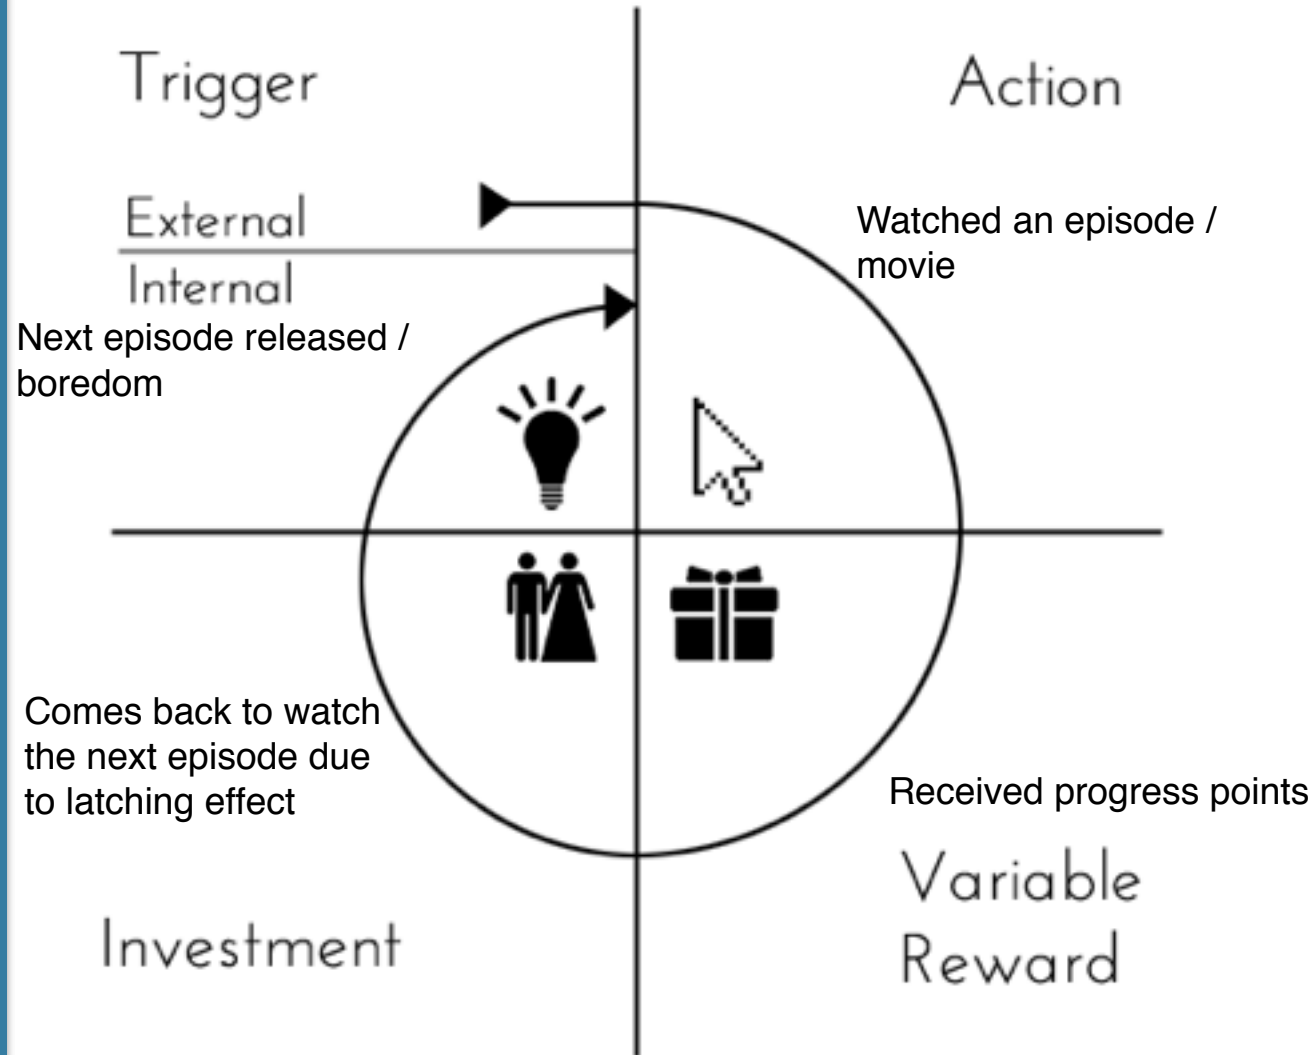 Trigger
External
Internal
Next episode released /
boredom
Action
Watched an episode /
movie
Comes back to watch
the next episode due
to latching effect
Investment
Received progress points
Variable
Reward